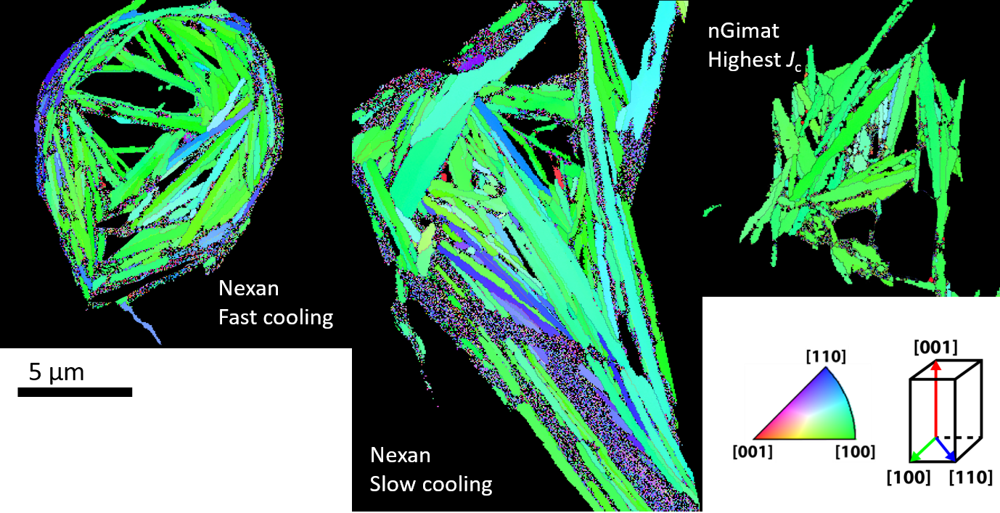 nGimat
Highest Jc
Nexan
Fast cooling
5 μm
Nexan
Slow cooling
[110]
[001]
[100]
[001]
[100]
[110]